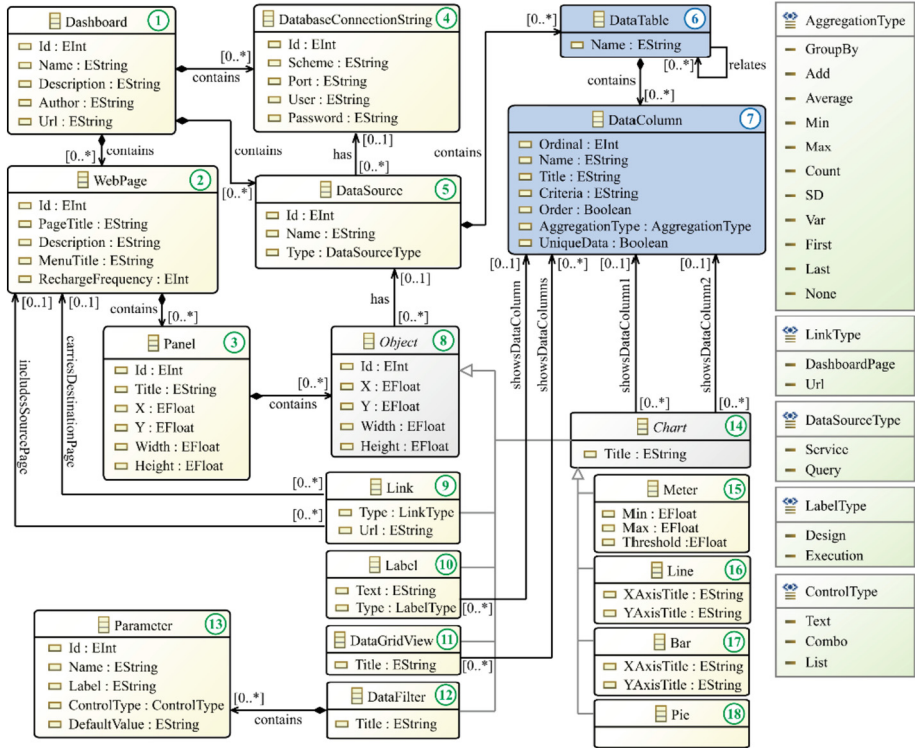 Dashboard 1
Id : EInt
Name : EString
Description : EString
Author : EString
Url : EString
contains
[0..*]
contains
[0..*]
contains
[0..*]
DatabaseConnectionString 4
Id : EInt
Scheme : EString
Port : EString
User : EString
Password : EString
[0..1]
has
[0..*]
DataTable 6
Name : EString
[0..*]
relates
[0..*]
contains
contains
[0..*]
WebPage 2
Id : EInt
PageTitle : EString
Description : EString
MenuTitle : EString
RechargeFrequency : EInt
[0..1]
[0..1]
contains
[0..*]
includesSourcePage
carriesDestinationPage
DataSource 5
Id : EInt
Name : EString
Type : DataSourceType
[0..1]
has
[0..*]
DataColumn 7
Ordinal : EInt
Name : EString
Title : EString
Criteria : EString
Order : Boolean
AggregationType : AggregationType
UniqueData : Boolean
[0..1]
[0..*]
[0..1]
[0..1]
showsDataColumn
showsDataColumns
showsDataColumn1
showsDataColumn2
[0..*]
[0..*]
Panel 3
Id : EInt
Title : EString
X : EFloat
Y : EFloat
Width : EFloat
Height : EFloat
[0..*]
contains
Object 8
Id : EInt
X : EFloat
Y : EFloat
Width : EFloat
Height : EFloat
Chart 14
Title : EString
[0..*]
[0..*]
Link 9
Type : LinkType
Url : EString
Label 10
Text : EString
Type : LabelType
[0..*]
DataGridView 11
Title : EString
[0..*]
DataFilter 12
Title : EString
[0..*]
contains
Parameter 13
Id : EInt
Name : EString
Label : EString
ControlType : ControlType
DefaultValue : EString
Meter 15
Min : EFloat
Max : EFloat
Threshold :EFloat
Line 16
XAxisTitle : EString
YAxisTitle : EString
Bar 17
XAxisTitle : EString
YAxisTitle : EString
Pie 18
AggregationType
GroupBy
Add
Average
Min
Max
Count
SD
Var
First
Last
None
LinkType
DashboardPage
Url
DataSourceType
Service
Query
LabelType
Design
Execution
ControlType
Text
Combo
List